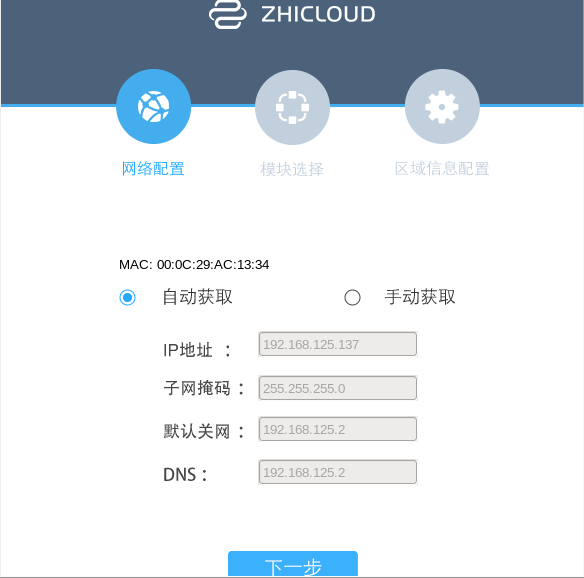 ZHICLOUD
网络配置 模块选择 区域信息配置
MAC: 00:0C:29:AC:13:34
自动获取 手动获取
IP地址 ： 192.168.125.137
子网掩码 ： 255.255.255.0
默认关网 ： 192.168.125.2
DNS ： 192.168.125.2
下一步